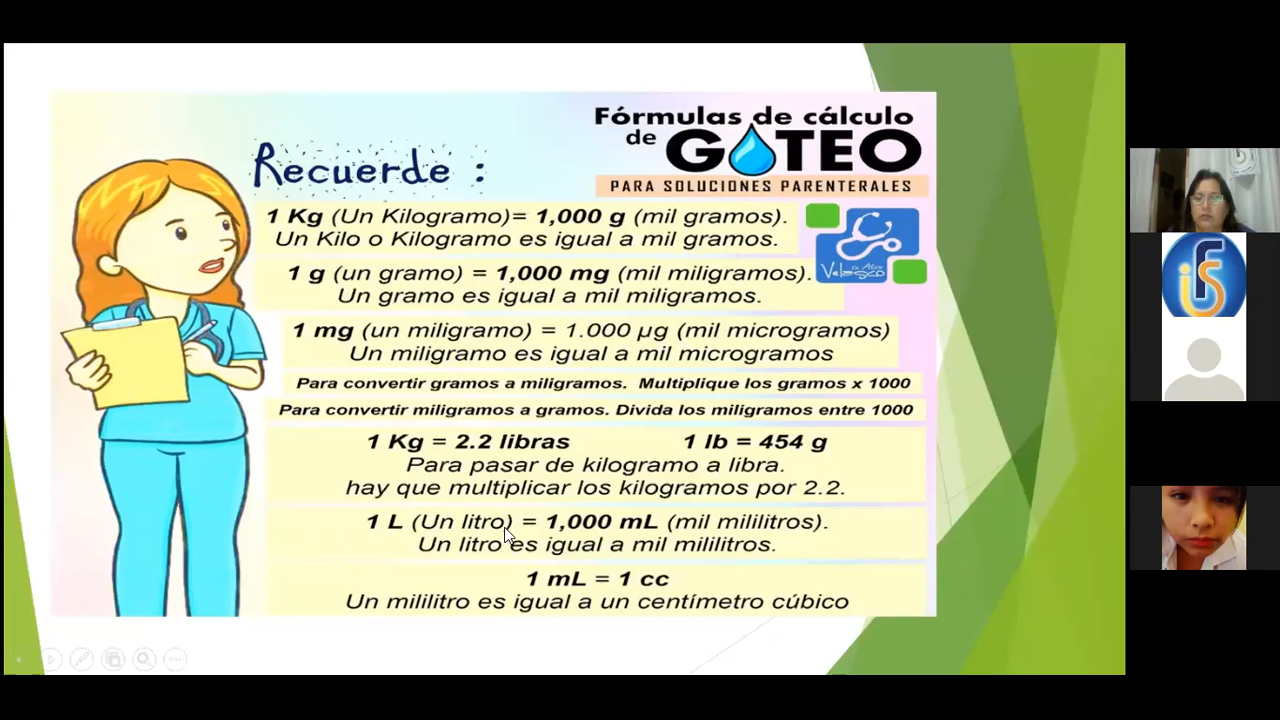 Fórmulas de cálculo
de GOTEO
PARA SOLUCIONES PARENTERALES
Recuerde :
1 Kg (Un Kilogramo)= 1,000 g (mil gramos).
Un Kilo o Kilogramo es igual a mil gramos.
1 g (un gramo) = 1,000 mg (mil miligramos).
Un gramo es igual a mil miligramos.
Velasco
1 mg (un miligramo) = 1.000 µg (mil microgramos)
Un miligramo es igual a mil microgramos
Para convertir gramos a miligramos. Multiplique los gramos x 1000
Para convertir miligramos a gramos. Divida los miligramos entre 1000
1 Kg = 2.2 libras 1 lb = 454 g
Para pasar de kilogramo a libra.
hay que multiplicar los kilogramos por 2.2.
1 L (Un litro) = 1,000 mL (mil mililitros).
Un litro es igual a mil mililitros.
1 mL = 1 cc
Un mililitro es igual a un centímetro cúbico